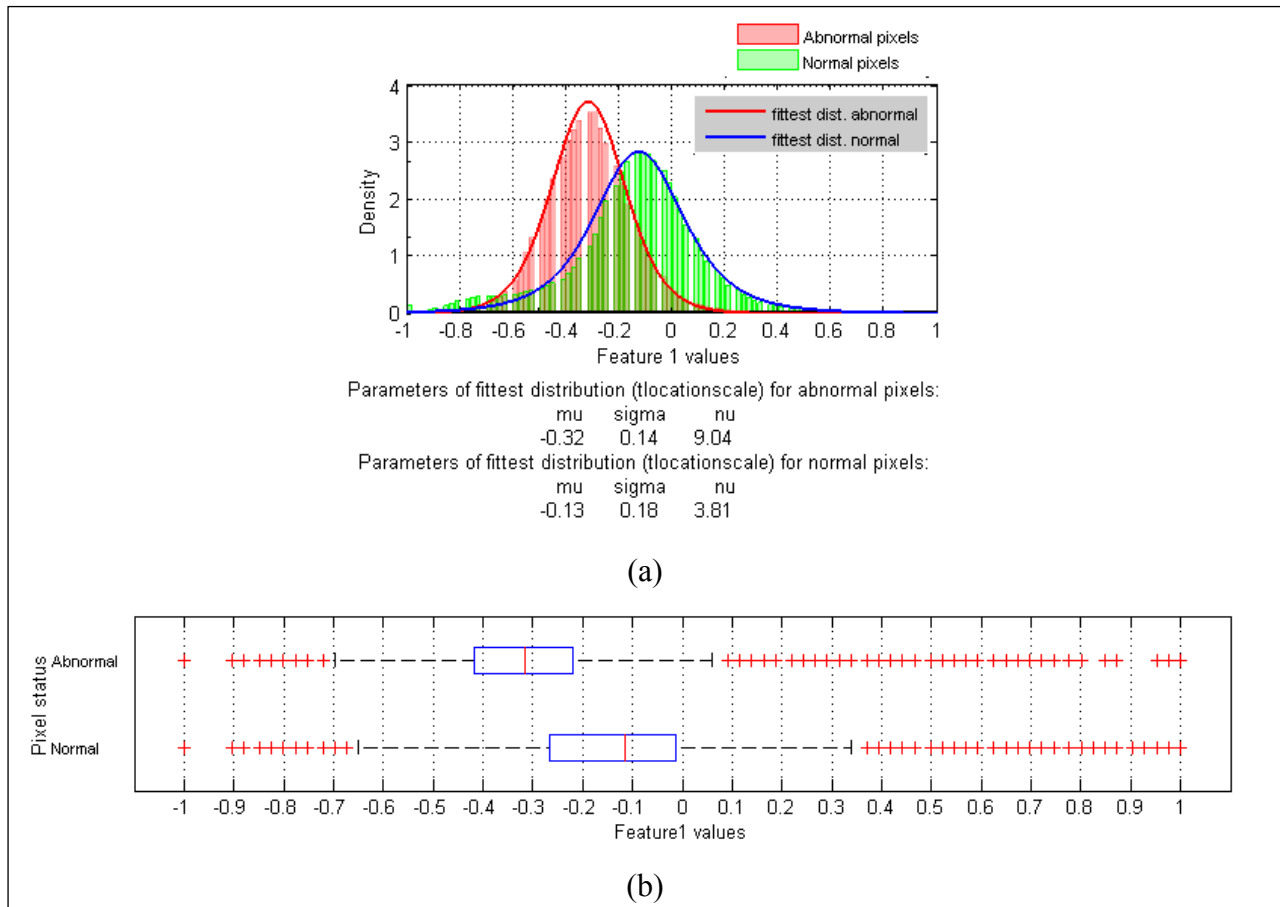 Abnormal pixels
Normal pixels
fittest dist. abnormal
fittest dist. normal
Density
4
3
2
1
0
-1 -0.8 -0.6 -0.4 -0.2 0 0.2 0.4 0.6 0.8 1
Feature 1 values
Parameters of fittest distribution (tlocationscale) for abnormal pixels:
mu sigma nu
-0.32 0.14 9.04
Parameters of fittest distribution (tlocationscale) for normal pixels:
mu sigma nu
-0.13 0.18 3.81
(a)
Pixel status
Abnormal
Normal
-1 -0.9 -0.8 -0.7 -0.6 -0.5 -0.4 -0.3 -0.2 -0.1 0 0.1 0.2 0.3 0.4 0.5 0.6 0.7 0.8 0.9 1
Feature1 values
(b)